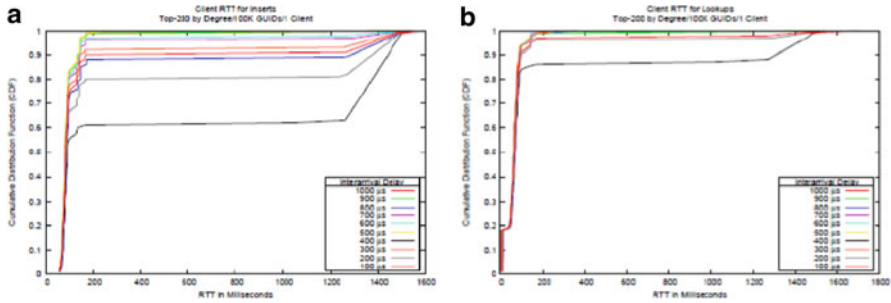 a
Client RTT for Inserts
Top-200 by Degree/100K GUIDs/1 Client
Cumulative Distribution Function (CDF)
1
0.9
0.8
0.7
0.6
0.5
0.4
0.3
0.2
0.1
0
0 200 400 600 800 1000 1200 1400 1600
RTT in Milliseconds
Interarrival Delay
1000 µs
900 µs
800 µs
700 µs
600 µs
500 µs
400 µs
300 µs
200 µs
100 µs
b
Client RTT for Lookups
Top-200 by Degree/100K GUIDs/1 Client
Cumulative Distribution Function (CDF)
1
0.9
0.8
0.7
0.6
0.5
0.4
0.3
0.2
0.1
0
0 200 400 600 800 1000 1200 1400 1600 1800
RTT in Milliseconds
Interarrival Delay
1000 µs
900 µs
800 µs
700 µs
600 µs
500 µs
400 µs
300 µs
200 µs
100 µs